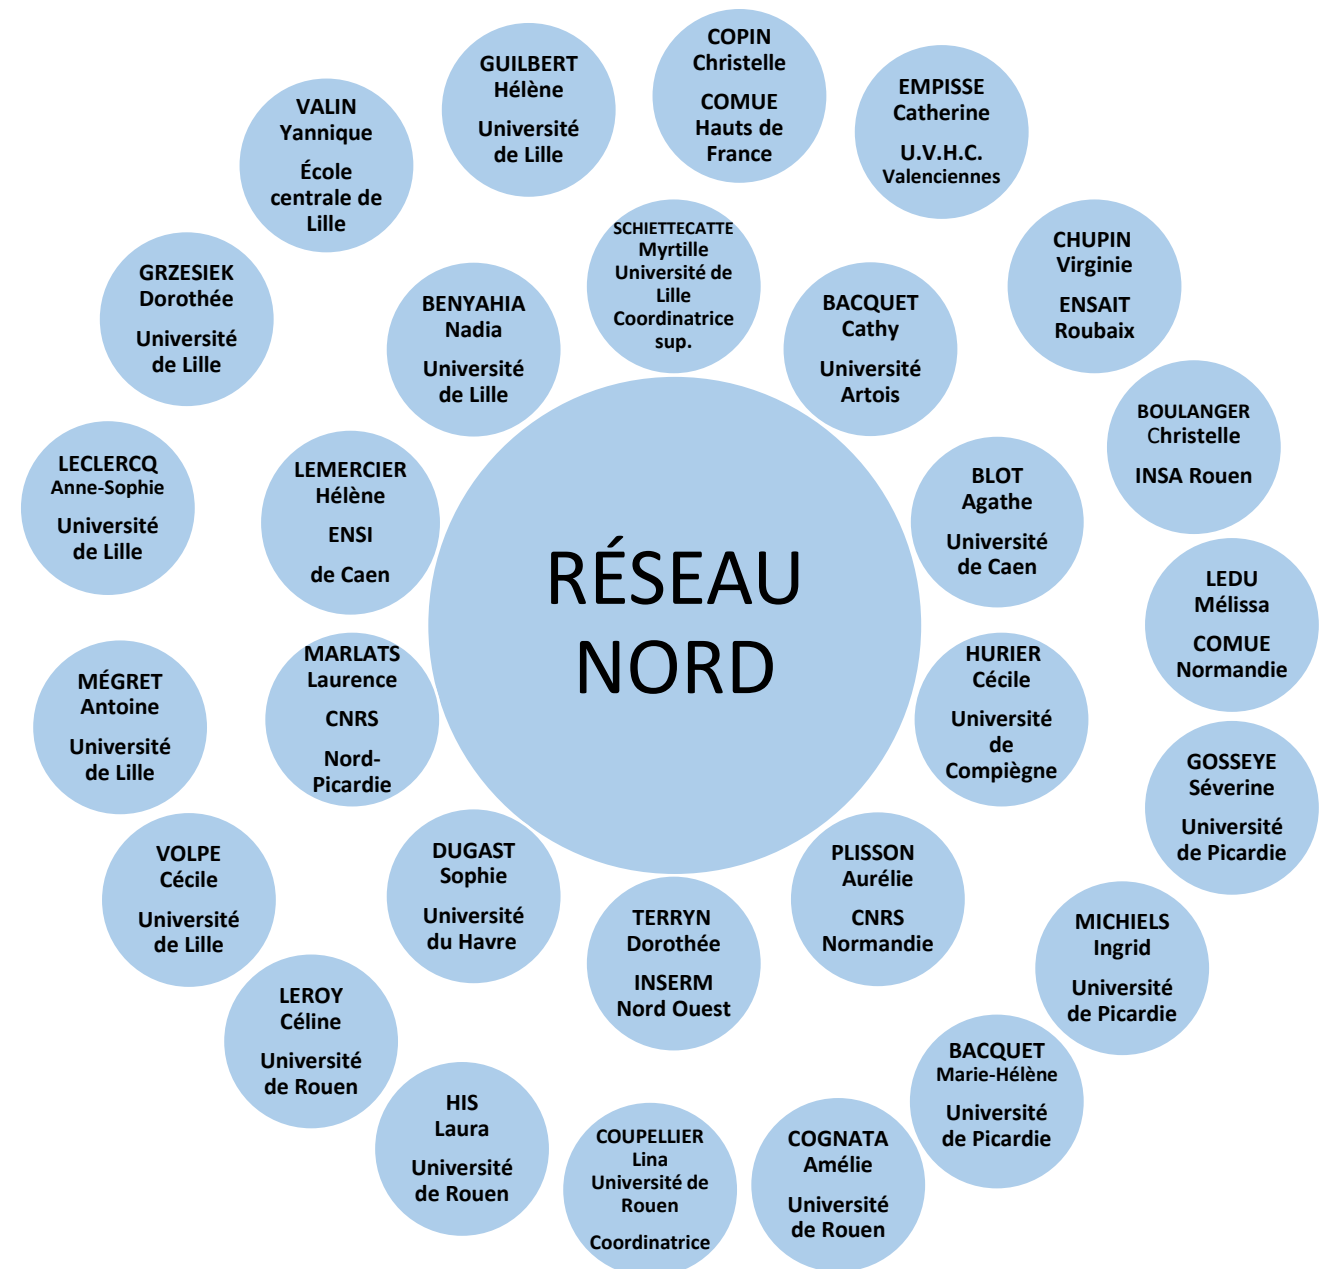 COPIN
Christelle
COMUE
Hauts de
France
GUILBERT
Hélène
Université
de Lille
EMPISSE
Catherine
U.V.H.C.
Valenciennes
VALIN
Yannique
École
centrale de
Lille
SCHIETTECATTE
Myrtille
Université de
Lille
Coordinatrice
sup.
CHUPIN
Virginie
ENSAIT
Roubaix
GRZESIEK
Dorothée
Université
de Lille
BENYAHIA
Nadia
Université
de Lille
BACQUET
Cathy
Université
Artois
BOULANGER
Christelle
INSA Rouen
LECLERCQ
Anne-Sophie
Université
de Lille
LEMERCIER
Hélène
ENSI
de Caen
BLOT
Agathe
Université
de Caen
RÉSEAU
NORD
LEDU
Mélissa
COMUE
Normandie
MARLATS
Laurence
CNRS
Nord-
Picardie
HURIER
Cécile
Université
de
Compiègne
MÉGRET
Antoine
Université
de Lille
GOSSEYE
Séverine
Université
de Picardie
VOLPE
Cécile
Université
de Lille
DUGAST
Sophie
Université
du Havre
PLISSON
Aurélie
CNRS
Normandie
TERRYN
Dorothée
INSERM
Nord Ouest
MICHIELS
Ingrid
Université
de Picardie
LEROY
Céline
Université
de Rouen
BACQUET
Marie-Hélène
Université
de Picardie
HIS
Laura
Université
de Rouen
COUPELLIER
Lina
Université de
Rouen
Coordinatrice
COGNATA
Amélie
Université
de Rouen